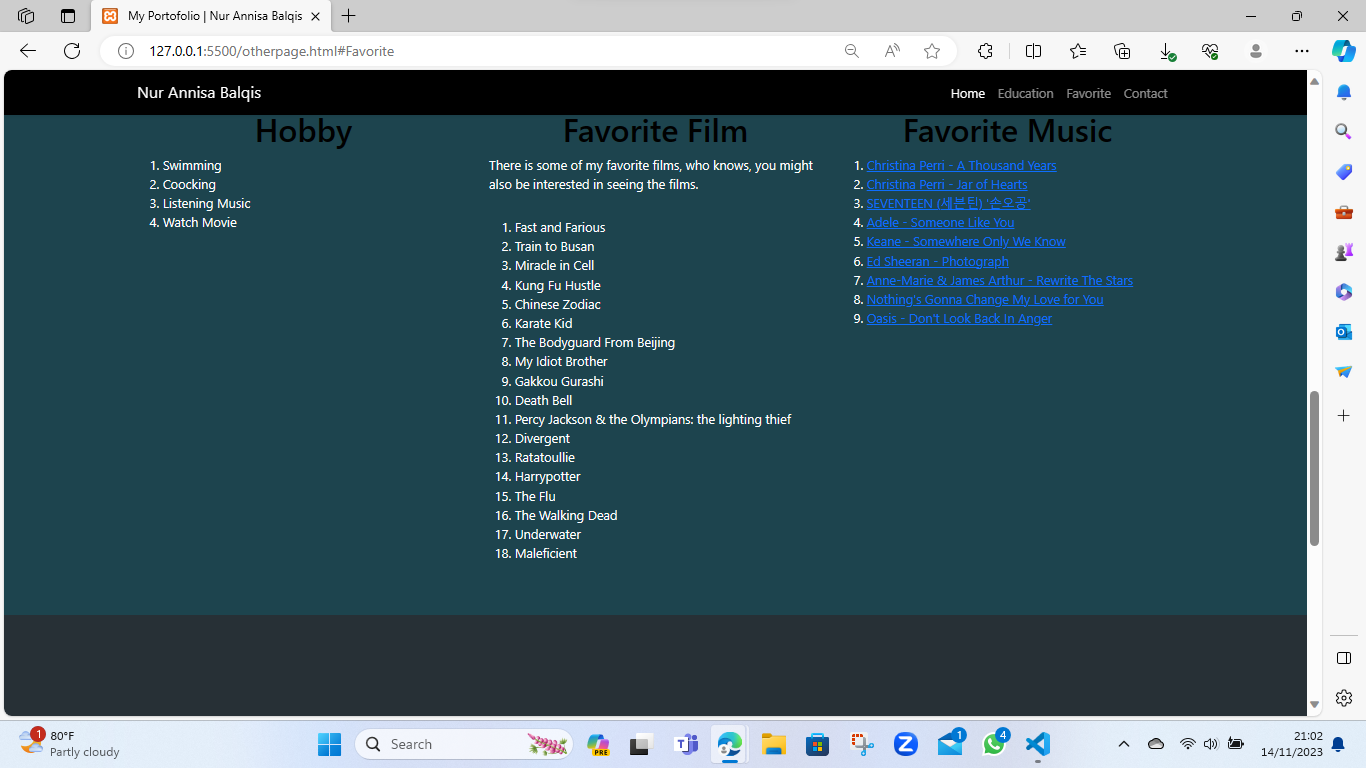 My Portofolio | Nur Annisa Balqis
127.0.0.1:5500/otherpage.html#Favorite
Nur Annisa Balqis
Home Education Favorite Contact
Hobby
1. Swimming
2. Coocking
3. Listening Music
4. Watch Movie
Favorite Film
There is some of my favorite films, who knows, you might
also be interested in seeing the films.
1. Fast and Farious
2. Train to Busan
3. Miracle in Cell
4. Kung Fu Hustle
5. Chinese Zodiac
6. Karate Kid
7. The Bodyguard From Beijing
8. My Idiot Brother
9. Gakkou Gurashi
10. Death Bell
11. Percy Jackson & the Olympians: the lighting thief
12. Divergent
13. Ratatoullie
14. Harrypotter
15. The Flu
16. The Walking Dead
17. Underwater
18. Maleficient
Favorite Music
1. Christina Perri - A Thousand Years
2. Christina Perri - Jar of Hearts
3. SEVENTEEN (세븐틴) '손오공'
4. Adele - Someone Like You
5. Keane - Somewhere Only We Know
6. Ed Sheeran - Photograph
7. Anne-Marie & James Arthur - Rewrite The Stars
8. Nothing's Gonna Change My Love for You
9. Oasis - Don't Look Back In Anger
1
80°F
Partly cloudy
Search
PRE
1
4
21:02
14/11/2023